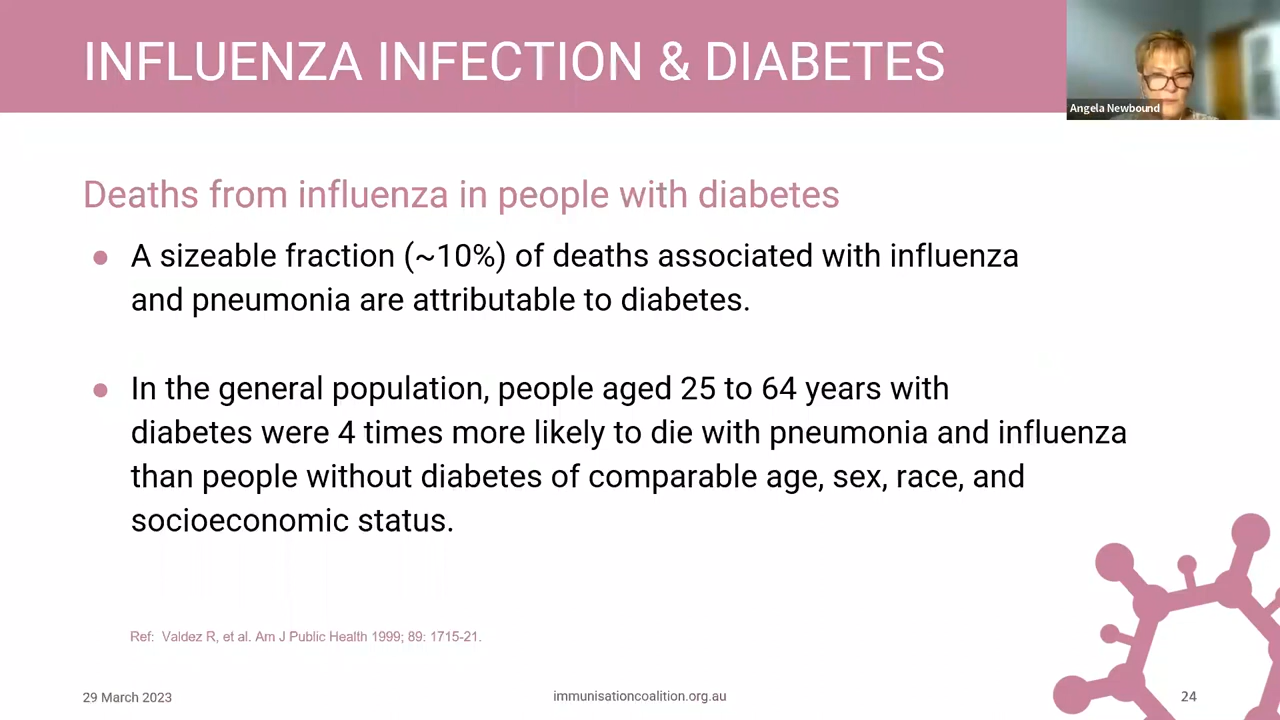 INFLUENZA INFECTION & DIABETES
Angela Newbound
Deaths from influenza in people with diabetes
● A sizeable fraction (~10%) of deaths associated with influenza
and pneumonia are attributable to diabetes.
● In the general population, people aged 25 to 64 years with
diabetes were 4 times more likely to die with pneumonia and influenza
than people without diabetes of comparable age, sex, race, and
socioeconomic status.
Ref: Valdez R, et al. Am J Public Health 1999; 89: 1715-21.
29 March 2023
immunisationcoalition.org.au
24